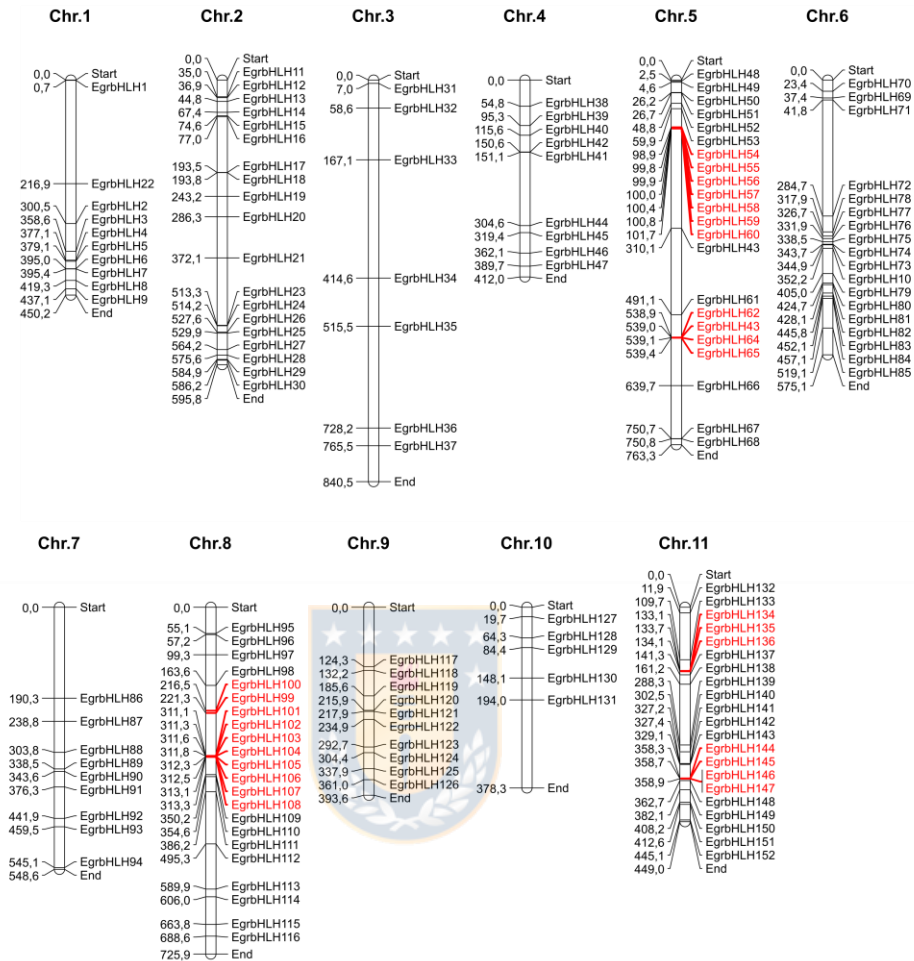 Chr.1
0,0 Start
0,7 EgrbHLH1
216,9 EgrbHLH22
300,5 EgrbHLH2
358,6 EgrbHLH3
377,1 EgrbHLH4
379,1 EgrbHLH5
395,0 EgrbHLH6
395,4 EgrbHLH7
419,3 EgrbHLH8
437,1 EgrbHLH9
450,2 End
Chr.2
0,0 Start
35,0 EgrbHLH11
36,9 EgrbHLH12
44,8 EgrbHLH13
67,4 EgrbHLH14
74,6 EgrbHLH15
77,0 EgrbHLH16
193,5 EgrbHLH17
193,8 EgrbHLH18
243,2 EgrbHLH19
286,3 EgrbHLH20
372,1 EgrbHLH21
513,3 EgrbHLH23
514,2 EgrbHLH24
527,6 EgrbHLH26
529,9 EgrbHLH25
564,2 EgrbHLH27
575,6 EgrbHLH28
584,9 EgrbHLH29
586,2 EgrbHLH30
595,8 End
Chr.3
0,0 Start
7,0 EgrbHLH31
58,6 EgrbHLH32
167,1 EgrbHLH33
414,6 EgrbHLH34
515,5 EgrbHLH35
728,2 EgrbHLH36
765,5 EgrbHLH37
840,5 End
Chr.4
0,0 Start
54,8 EgrbHLH38
95,3 EgrbHLH39
115,6 EgrbHLH40
150,6 EgrbHLH42
151,1 EgrbHLH41
304,6 EgrbHLH44
319,4 EgrbHLH45
362,1 EgrbHLH46
389,7 EgrbHLH47
412,0 End
Chr.5
0,0 Start
2,5 EgrbHLH48
4,6 EgrbHLH49
26,2 EgrbHLH50
26,7 EgrbHLH51
48,8 EgrbHLH52
59,9 EgrbHLH53
98,9 EgrbHLH54
99,8 EgrbHLH55
99,9 EgrbHLH56
100,0 EgrbHLH57
100,4 EgrbHLH58
100,8 EgrbHLH59
101,7 EgrbHLH60
310,1 EgrbHLH43
491,1 EgrbHLH61
538,9 EgrbHLH62
539,0 EgrbHLH43
539,1 EgrbHLH64
539,4 EgrbHLH65
639,7 EgrbHLH66
750,7 EgrbHLH67
750,8 EgrbHLH68
763,3 End
Chr.6
0,0 Start
23,4 EgrbHLH70
37,4 EgrbHLH69
41,8 EgrbHLH71
284,7 EgrbHLH72
317,9 EgrbHLH78
326,7 EgrbHLH77
331,9 EgrbHLH76
338,5 EgrbHLH75
343,7 EgrbHLH74
344,9 EgrbHLH73
352,2 EgrbHLH10
405,0 EgrbHLH79
424,7 EgrbHLH80
428,1 EgrbHLH81
445,8 EgrbHLH82
452,1 EgrbHLH83
457,1 EgrbHLH84
519,1 EgrbHLH85
575,1 End
Chr.7
0,0 Start
190,3 EgrbHLH86
238,8 EgrbHLH87
303,8 EgrbHLH88
338,5 EgrbHLH89
343,6 EgrbHLH90
376,3 EgrbHLH91
441,9 EgrbHLH92
459,5 EgrbHLH93
545,1 EgrbHLH94
548,6 End
Chr.8
0,0 Start
55,1 EgrbHLH95
57,2 EgrbHLH96
99,3 EgrbHLH97
163,6 EgrbHLH98
216,5 EgrbHLH100
221,3 EgrbHLH99
311,1 EgrbHLH101
311,3 EgrbHLH102
311,6 EgrbHLH103
311,8 EgrbHLH104
312,3 EgrbHLH105
312,5 EgrbHLH106
313,1 EgrbHLH107
313,3 EgrbHLH108
350,2 EgrbHLH109
354,6 EgrbHLH110
386,2 EgrbHLH111
495,3 EgrbHLH112
589,9 EgrbHLH113
606,0 EgrbHLH114
663,8 EgrbHLH115
688,6 EgrbHLH116
725,9 End
Chr.9
0,0 Start
124,3 EgrbHLH117
132,2 EgrbHLH118
185,6 EgrbHLH119
215,9 EgrbHLH120
217,9 EgrbHLH121
234,9 EgrbHLH122
292,7 EgrbHLH123
304,4 EgrbHLH124
337,9 EgrbHLH125
361,0 EgrbHLH126
393,6 End
Chr.10
0,0 Start
19,7 EgrbHLH127
64,3 EgrbHLH128
84,4 EgrbHLH129
148,1 EgrbHLH130
194,0 EgrbHLH131
378,3 End
Chr.11
0,0 Start
11,9 EgrbHLH132
109,7 EgrbHLH133
133,1 EgrbHLH134
133,7 EgrbHLH135
134,1 EgrbHLH136
141,3 EgrbHLH137
161,2 EgrbHLH138
288,3 EgrbHLH139
302,5 EgrbHLH140
327,2 EgrbHLH141
327,4 EgrbHLH142
329,1 EgrbHLH143
358,3 EgrbHLH144
358,7 EgrbHLH145
358,9 EgrbHLH146
EgrbHLH147
362,7 EgrbHLH148
382,1 EgrbHLH149
408,2 EgrbHLH150
412,6 EgrbHLH151
445,1 EgrbHLH152
449,0 End